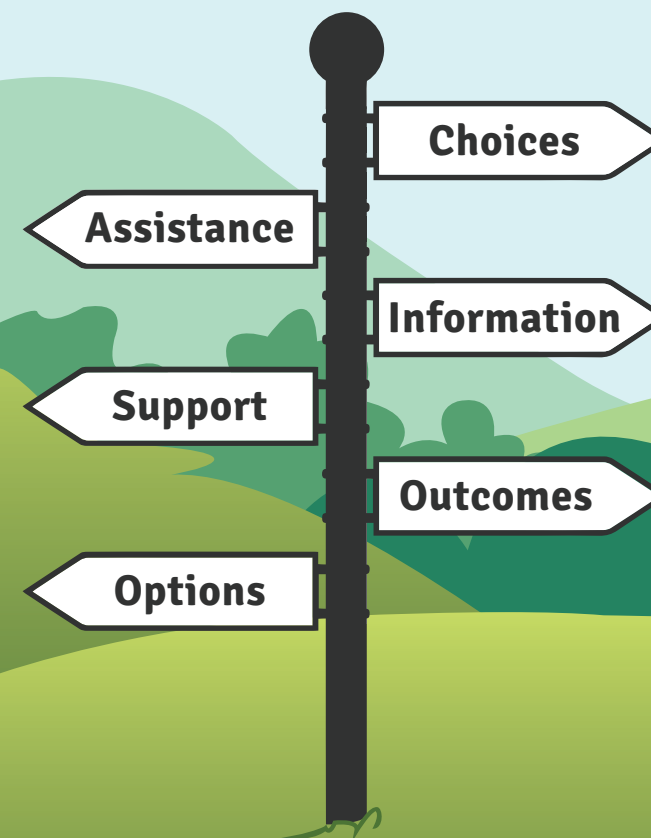 Choices
Assistance
Information
Support
Outcomes
Options